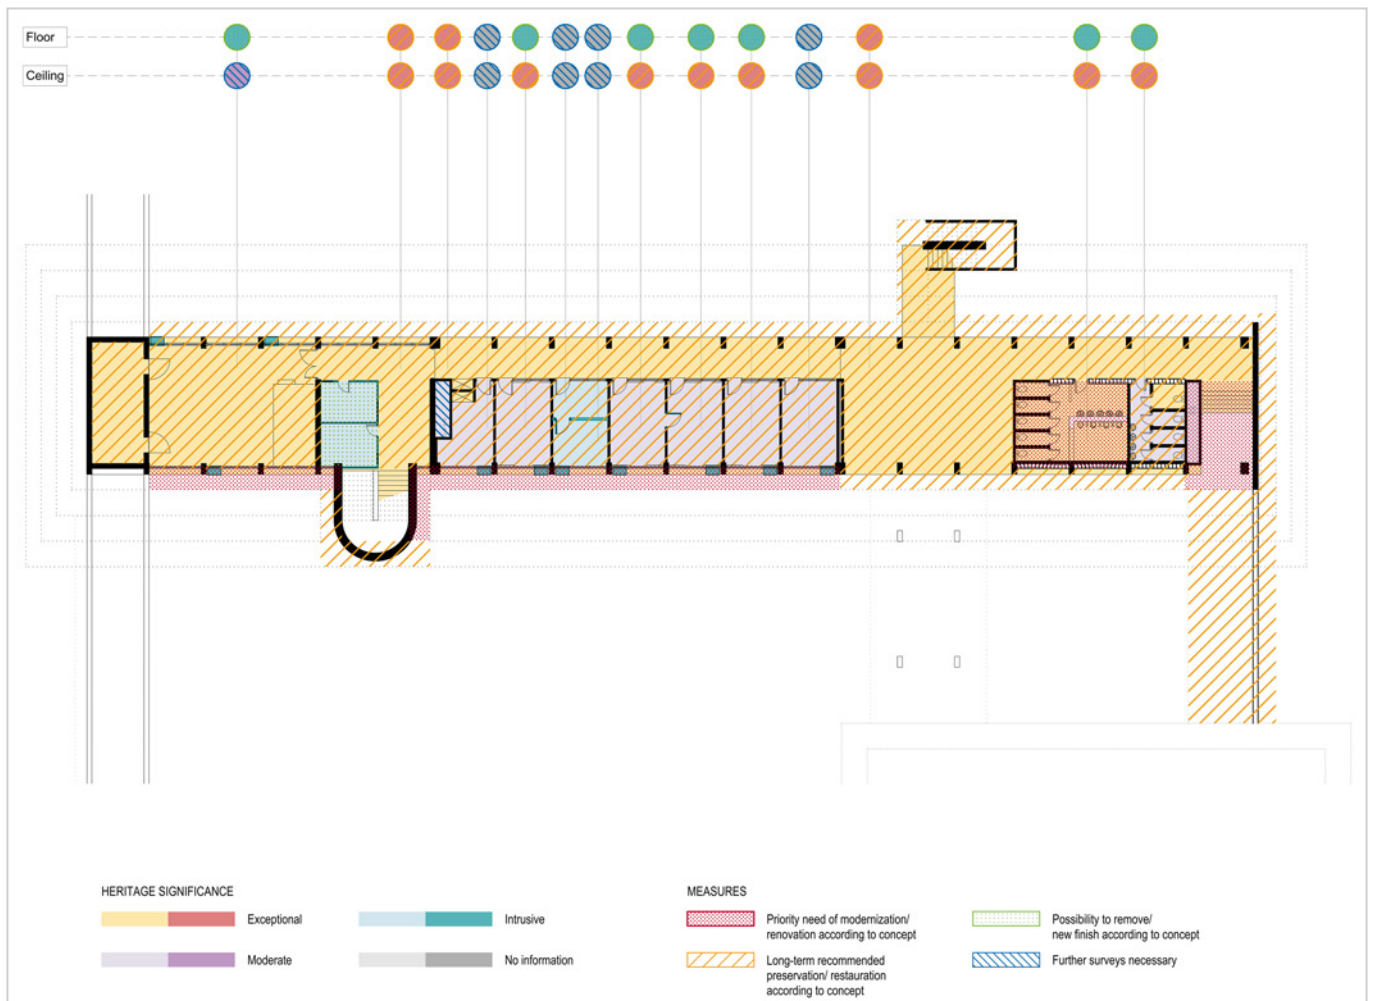 Floor
Ceiling
HERITAGE SIGNIFICANCE
Exceptional
Intrusive
Moderate
No information
MEASURES
Priority need of modernization/
renovation according to concept
Possibility to remove/
new finish according to concept
Long-term recommended
preservation/ restauration
according to concept
Further surveys necessary